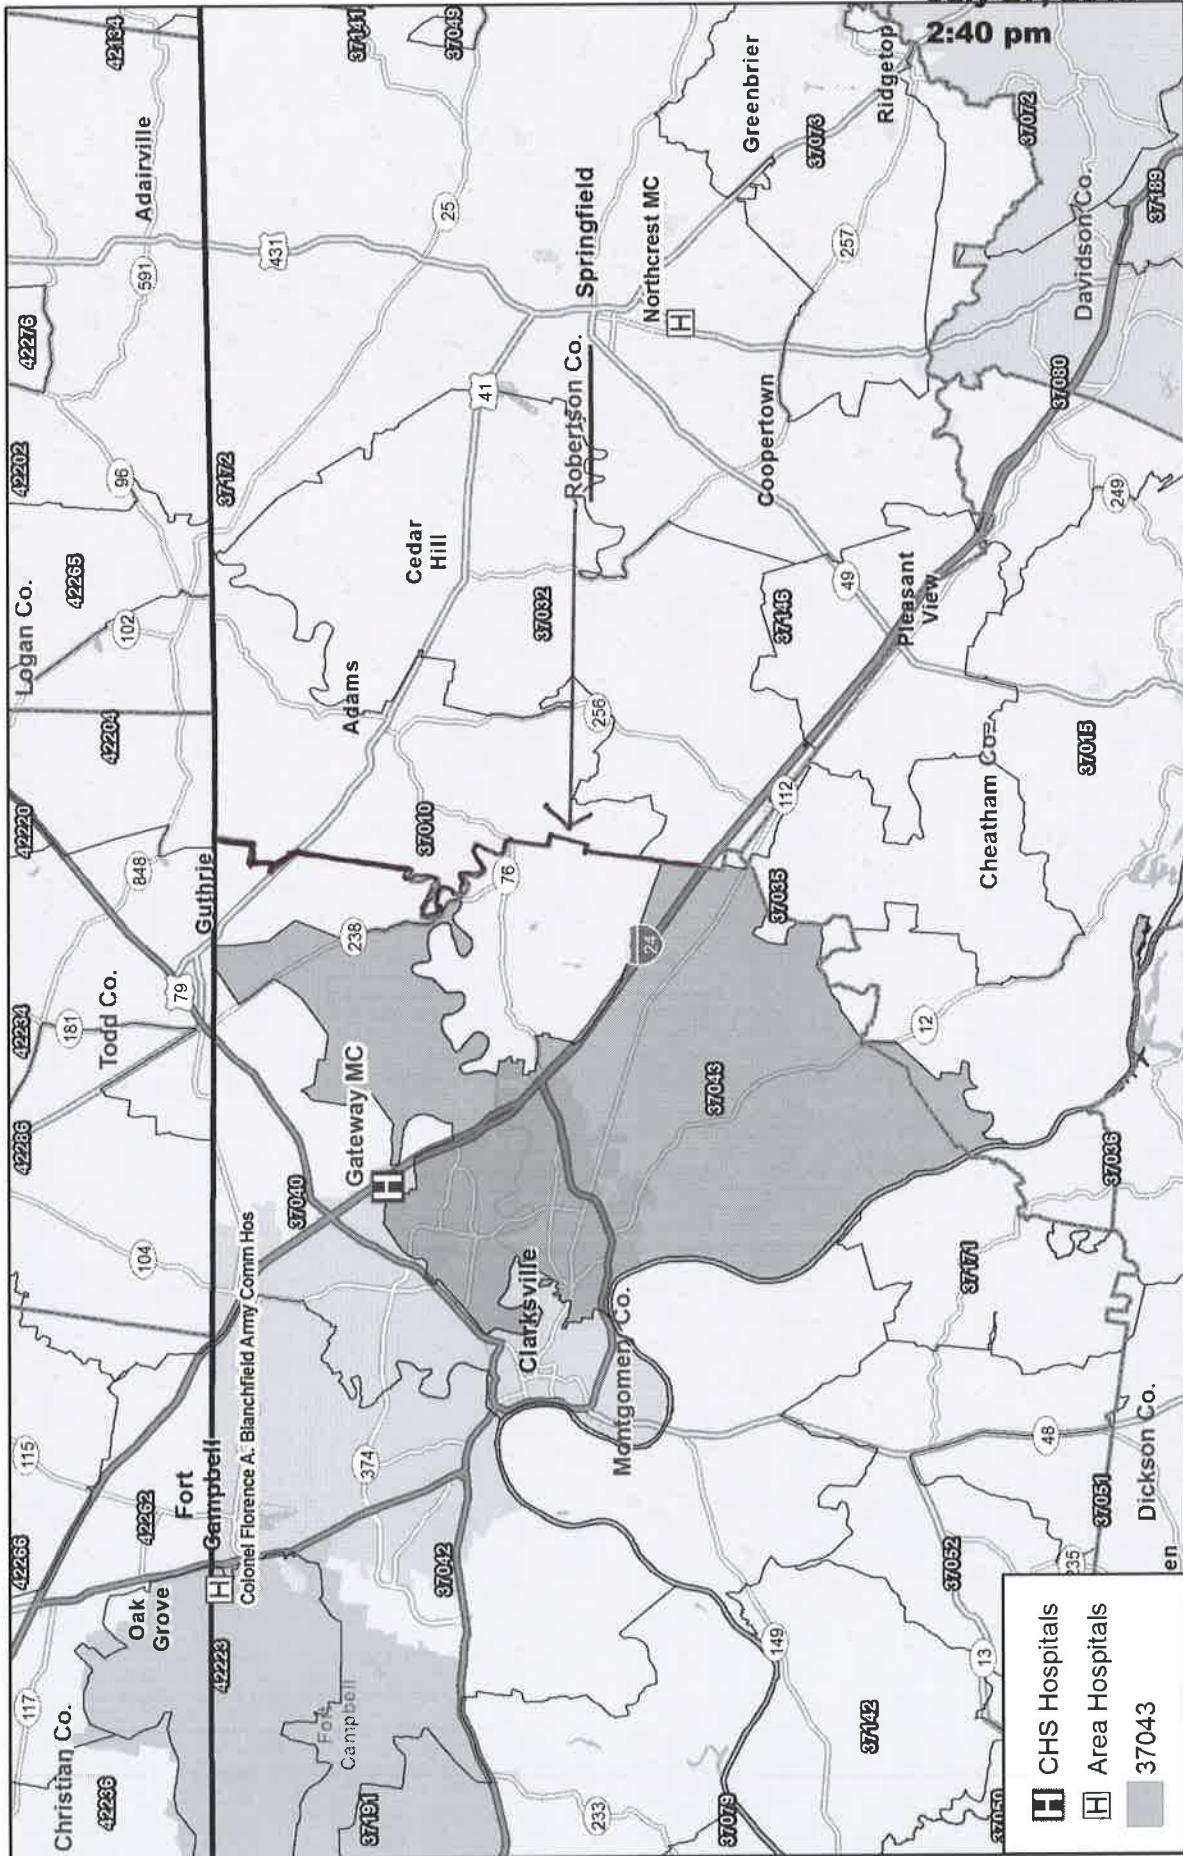 2:40 pm
42134
37141
37049
Greenbrier
Ridgetop
37072
Adairville
37073
591
431
25
Springfield
Northcrest MC
H
257
Davidson Co.
37189
42276
41
Robertson Co.
Coopertown
37080
42202
96
37172
Cedar
Hill
249
Logan Co.
42265
102
37032
37146
49
Pleasant
View
Adams
256
42204
37015
42220
848
Guthrie
37010
76
112
Cheatham Co.
37035
238
24
42234
181
Todd Co.
79
12
42286
37040
Gateway MC
H
37043
37036
104
Colonel Florence A. Blanchfield Army Comm Hos
Clarksville
Montgomery Co.
37171
115
374
48
42266
42262
Fort
Campbell
H
37042
37052
37051
Dickson Co.
235
en
Oak
Grove
42223
149
13
117
Christian Co.
42236
Fort
Campbell
37191
233
37079
37142
37050
H CHS Hospitals
H Area Hospitals
37043